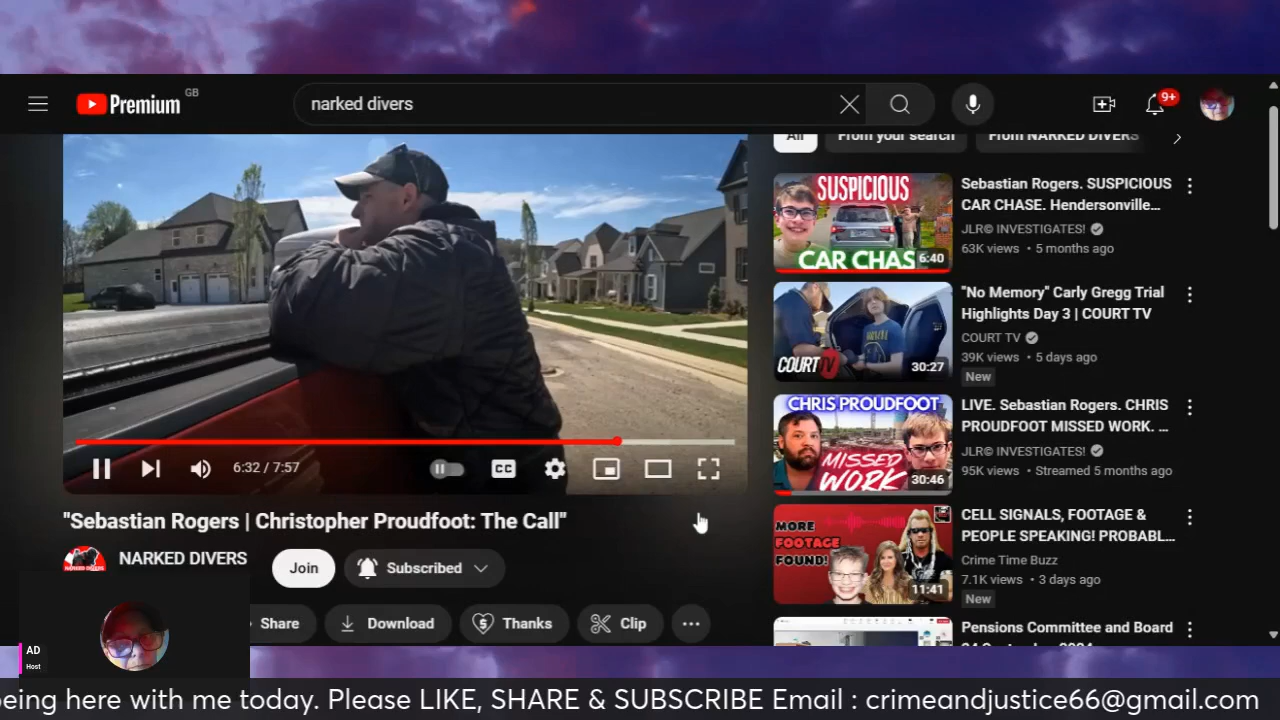 Premium GB
narked divers
9+
All
From your search
From NARKED DIVERS
6:32 / 7:57
CC
"Sebastian Rogers | Christopher Proudfoot: The Call"
NARKED DIVERS
Join
Subscribed
Share
Download
Thanks
Clip
SUSPICIOUS
CAR CHAS
6:40
Sebastian Rogers. SUSPICIOUS
CAR CHASE. Hendersonville...
JLR© INVESTIGATES!
63K views • 5 months ago
COURT TV
30:27
"No Memory" Carly Gregg Trial
Highlights Day 3 | COURT TV
COURT TV
39K views • 5 days ago
New
CHRIS PROUDFOOT
MISSED
WORK
30:46
LIVE. Sebastian Rogers. CHRIS
PROUDFOOT MISSED WORK. ...
JLR© INVESTIGATES!
95K views • Streamed 5 months ago
MORE
FOOTAGE
FOUND!
11:41
CELL SIGNALS, FOOTAGE &
PEOPLE SPEAKING! PROBABL...
Crime Time Buzz
7.1K views • 3 days ago
New
Pensions Committee and Board
AD
Host
being here with me today. Please LIKE, SHARE & SUBSCRIBE Email : crimeandjustice66@gmail.com